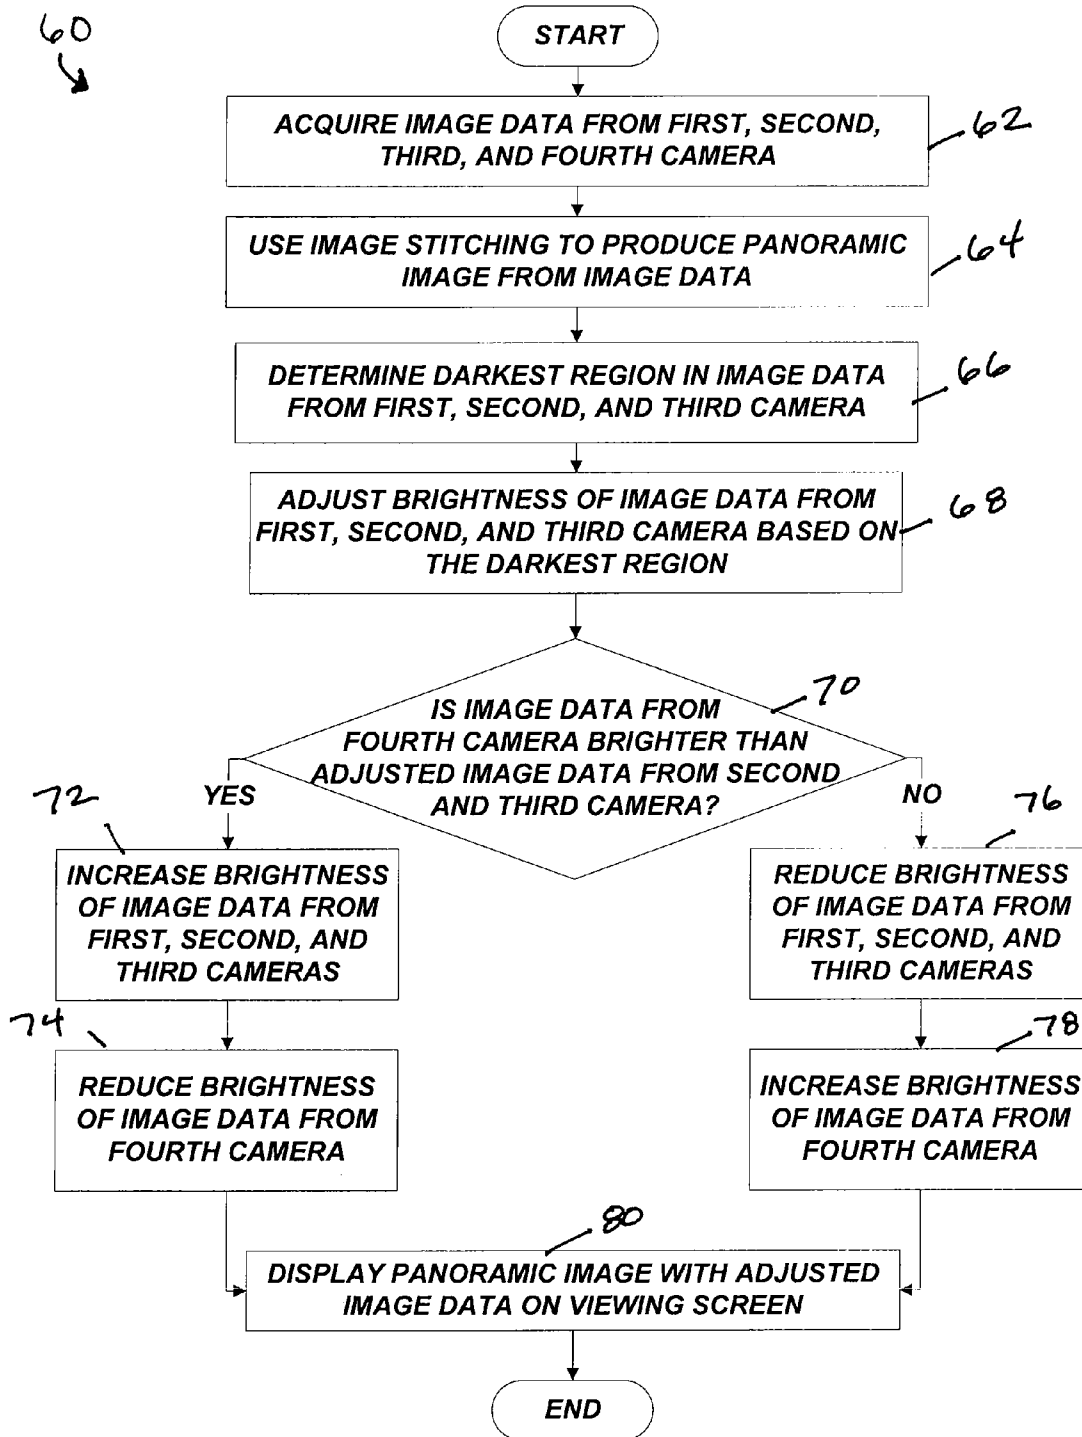 60
START
ACQUIRE IMAGE DATA FROM FIRST, SECOND,
THIRD, AND FOURTH CAMERA
62
USE IMAGE STITCHING TO PRODUCE PANORAMIC
IMAGE FROM IMAGE DATA
64
DETERMINE DARKEST REGION IN IMAGE DATA
FROM FIRST, SECOND, AND THIRD CAMERA
66
ADJUST BRIGHTNESS OF IMAGE DATA FROM
FIRST, SECOND, AND THIRD CAMERA BASED ON
THE DARKEST REGION
68
IS IMAGE DATA FROM
FOURTH CAMERA BRIGHTER THAN
ADJUSTED IMAGE DATA FROM SECOND
AND THIRD CAMERA?
70
YES
NO
72
INCREASE BRIGHTNESS
OF IMAGE DATA FROM
FIRST, SECOND, AND
THIRD CAMERAS
76
REDUCE BRIGHTNESS
OF IMAGE DATA FROM
FIRST, SECOND, AND
THIRD CAMERAS
74
REDUCE BRIGHTNESS
OF IMAGE DATA FROM
FOURTH CAMERA
78
INCREASE BRIGHTNESS
OF IMAGE DATA FROM
FOURTH CAMERA
80
DISPLAY PANORAMIC IMAGE WITH ADJUSTED
IMAGE DATA ON VIEWING SCREEN
END